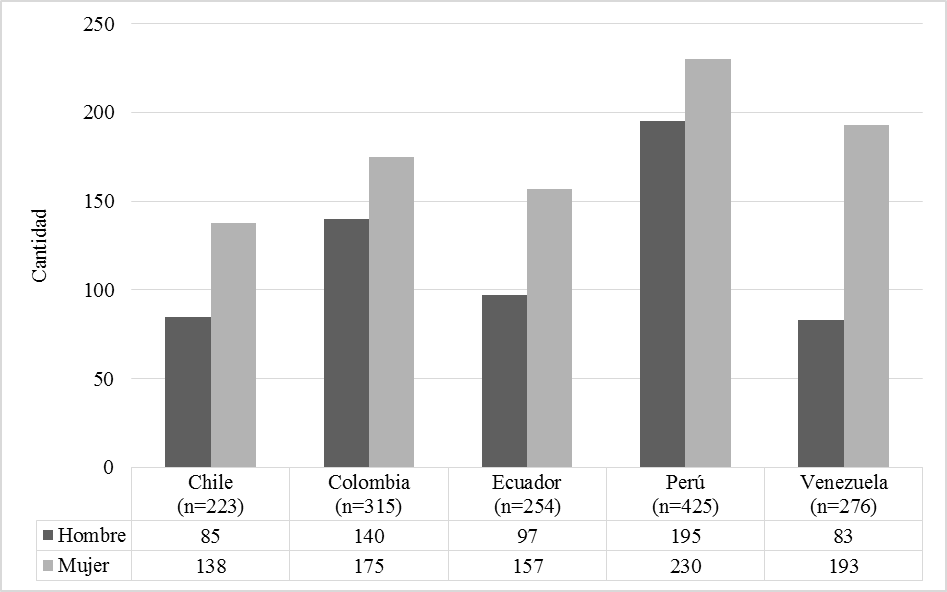 250
200
150
100
50
0
Cantidad
Chile Colombia Ecuador Perú Venezuela
(n=223) (n=315) (n=254) (n=425) (n=276)
Hombre 85 140 97 195 83
Mujer 138 175 157 230 193